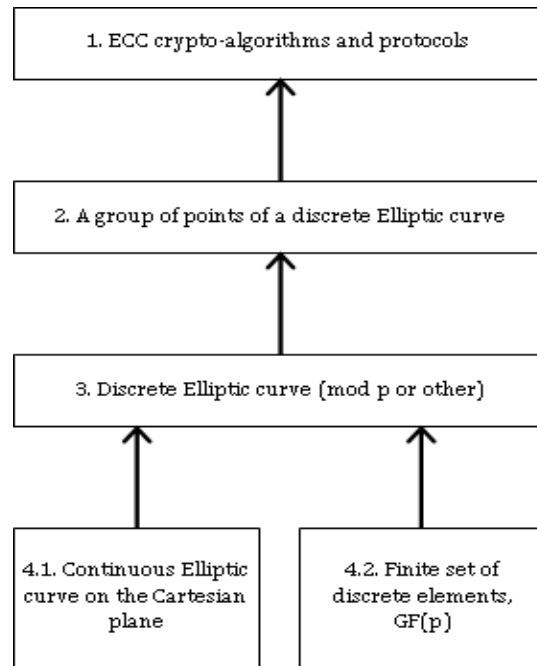 1. ECC crypto-algorithms and protocols
2. A group of points of a discrete Elliptic curve
3. Discrete Elliptic curve (mod p or other)
4.1. Continuous Elliptic
curve on the Cartesian
plane
4.2. Finite set of
discrete elements,
GF(p)